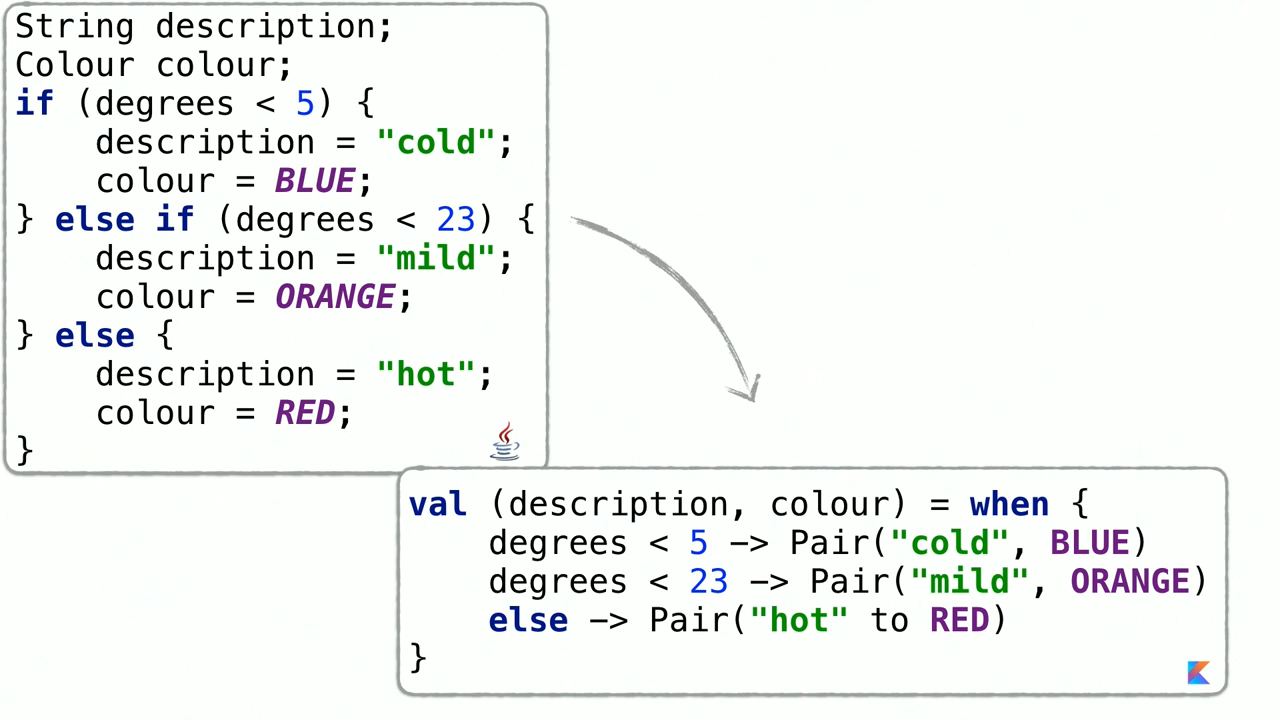 String description;
Colour colour;
if (degrees < 5) {
    description = "cold";
    colour = BLUE;
} else if (degrees < 23) {
    description = "mild";
    colour = ORANGE;
} else {
    description = "hot";
    colour = RED;
}
val (description, colour) = when {
    degrees < 5 -> Pair("cold", BLUE)
    degrees < 23 -> Pair("mild", ORANGE)
    else -> Pair("hot" to RED)
}